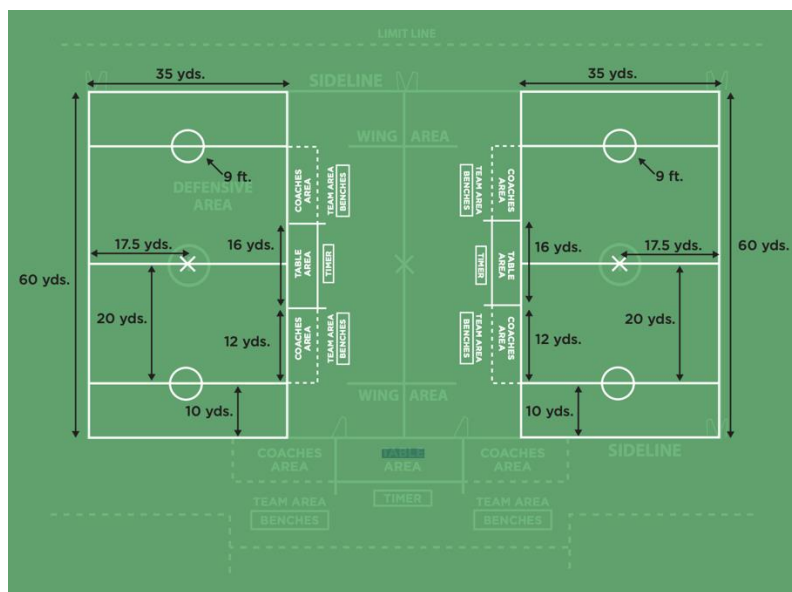 LIMIT LINE
35 yds.
SIDELINE
35 yds.
WING AREA
9 ft.
9 ft.
DEFENSIVE
AREA
COACHES
AREA
TEAM AREA
BENCHES
TEAM AREA
BENCHES
COACHES
AREA
17.5 yds.
16 yds.
TABLE
AREA
TIMER
TIMER
TABLE
AREA
16 yds.
17.5 yds.
60 yds.
60 yds.
20 yds.
12 yds.
COACHES
AREA
TEAM AREA
BENCHES
TEAM AREA
BENCHES
COACHES
AREA
12 yds.
20 yds.
10 yds.
WING AREA
10 yds.
COACHES
AREA
TABLE
AREA
COACHES
AREA
SIDELINE
TEAM AREA
BENCHES
TIMER
TEAM AREA
BENCHES